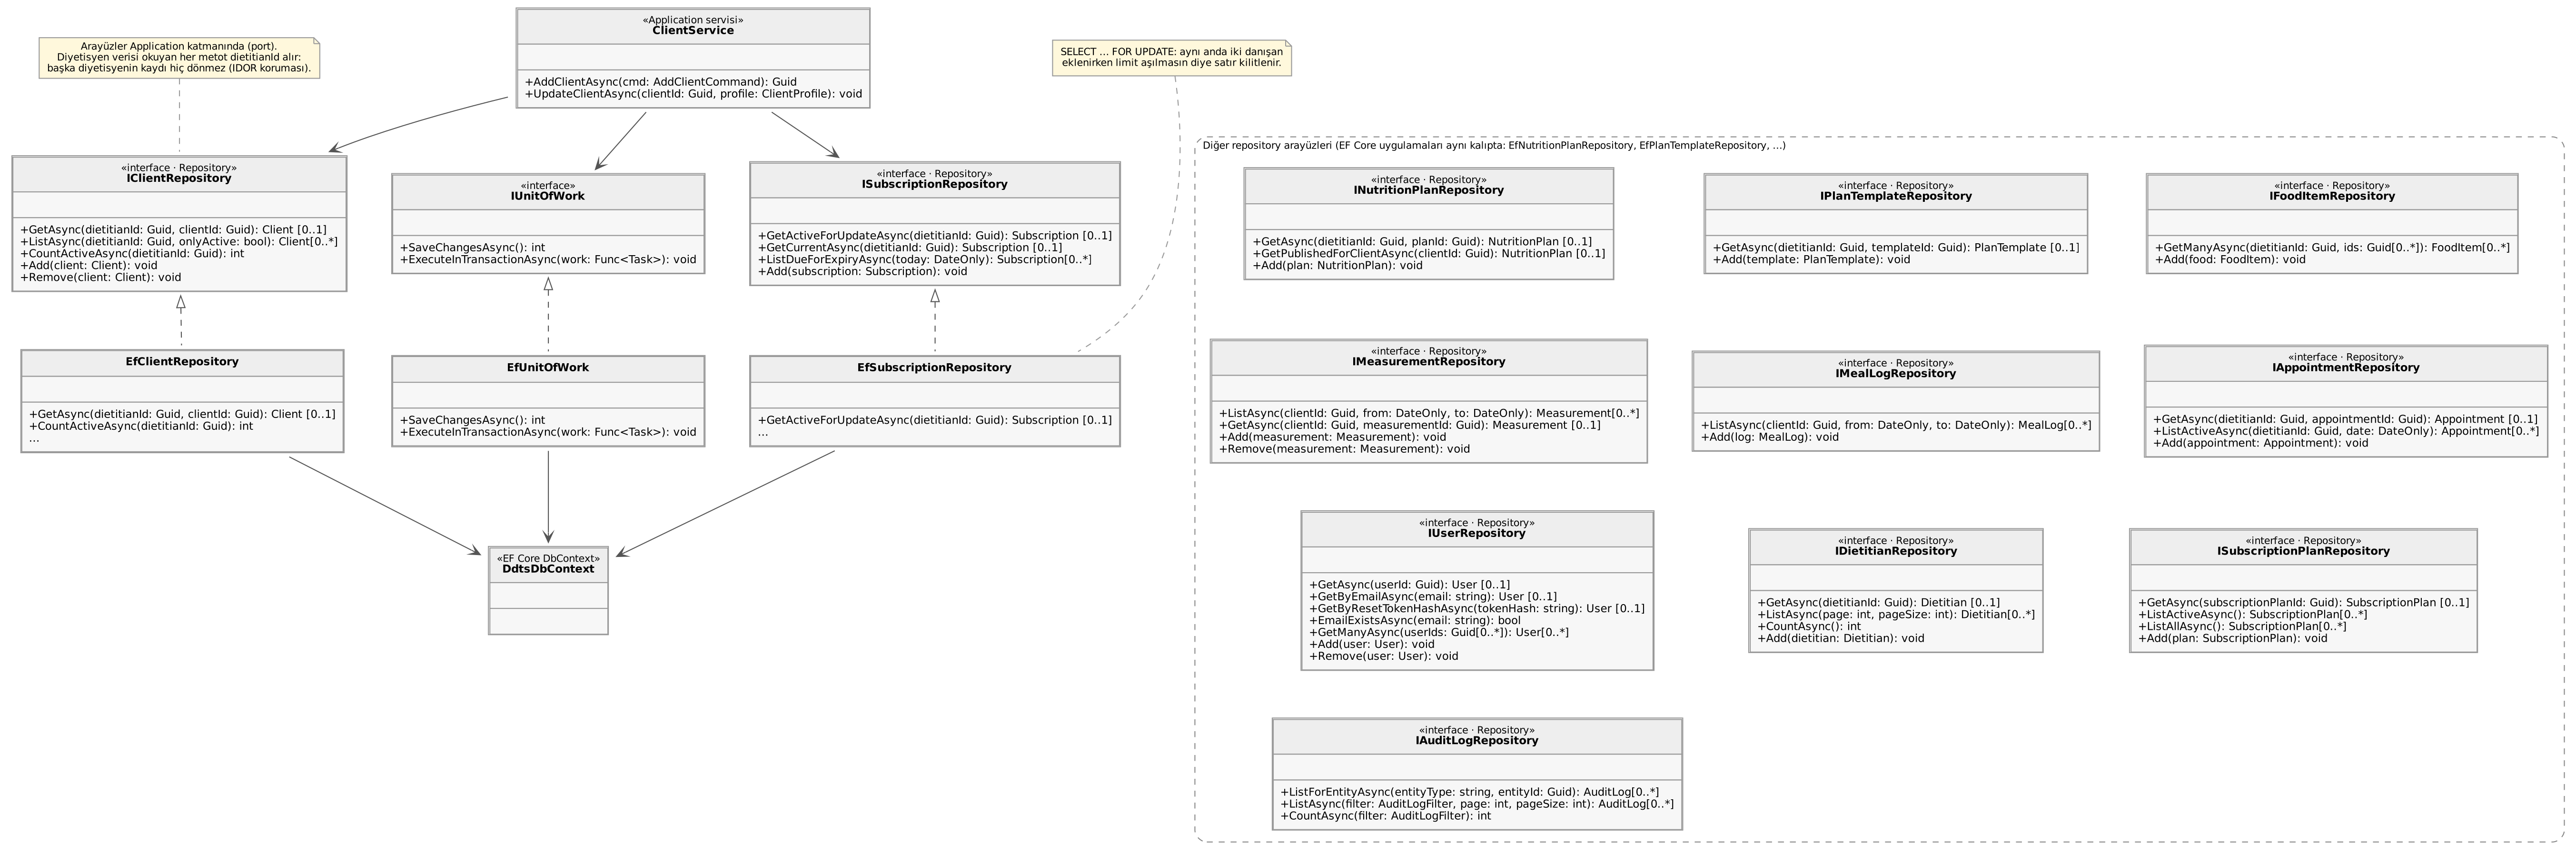 «Application servisi»
ClientService
+AddClientAsync(cmd: AddClientCommand): Guid
+UpdateClientAsync(clientId: Guid, profile: ClientProfile): void
Arayüzler Application katmanında (port).
Diyetisyen verisi okuyan her metot dietitianId alır:
başka diyetisyenin kaydı hiç dönmez (IDOR koruması).
SELECT ... FOR UPDATE: aynı anda iki danışan
eklenirken limit aşılmasın diye satır kilitlenir.
«interface · Repository»
IClientRepository
+GetAsync(dietitianId: Guid, clientId: Guid): Client [0..1]
+ListAsync(dietitianId: Guid, onlyActive: bool): Client[0..*]
+CountActiveAsync(dietitianId: Guid): int
+Add(client: Client): void
+Remove(client: Client): void
«interface»
IUnitOfWork
+SaveChangesAsync(): int
+ExecuteInTransactionAsync(work: Func<Task>): void
«interface · Repository»
ISubscriptionRepository
+GetActiveForUpdateAsync(dietitianId: Guid): Subscription [0..1]
+GetCurrentAsync(dietitianId: Guid): Subscription [0..1]
+ListDueForExpiryAsync(today: DateOnly): Subscription[0..*]
+Add(subscription: Subscription): void
EfClientRepository
+GetAsync(dietitianId: Guid, clientId: Guid): Client [0..1]
+CountActiveAsync(dietitianId: Guid): int
...
EfUnitOfWork
+SaveChangesAsync(): int
+ExecuteInTransactionAsync(work: Func<Task>): void
EfSubscriptionRepository
+GetActiveForUpdateAsync(dietitianId: Guid): Subscription [0..1]
...
«EF Core DbContext»
DdtsDbContext
Diğer repository arayüzleri (EF Core uygulamaları aynı kalıpta: EfNutritionPlanRepository, EfPlanTemplateRepository, ...)
«interface · Repository»
INutritionPlanRepository
+GetAsync(dietitianId: Guid, planId: Guid): NutritionPlan [0..1]
+GetPublishedForClientAsync(clientId: Guid): NutritionPlan [0..1]
+Add(plan: NutritionPlan): void
«interface · Repository»
IPlanTemplateRepository
+GetAsync(dietitianId: Guid, templateId: Guid): PlanTemplate [0..1]
+Add(template: PlanTemplate): void
«interface · Repository»
IFoodItemRepository
+GetManyAsync(dietitianId: Guid, ids: Guid[0..*]): FoodItem[0..*]
+Add(food: FoodItem): void
«interface · Repository»
IMeasurementRepository
+ListAsync(clientId: Guid, from: DateOnly, to: DateOnly): Measurement[0..*]
+GetAsync(clientId: Guid, measurementId: Guid): Measurement [0..1]
+Add(measurement: Measurement): void
+Remove(measurement: Measurement): void
«interface · Repository»
IMealLogRepository
+ListAsync(clientId: Guid, from: DateOnly, to: DateOnly): MealLog[0..*]
+Add(log: MealLog): void
«interface · Repository»
IAppointmentRepository
+GetAsync(dietitianId: Guid, appointmentId: Guid): Appointment [0..1]
+ListActiveAsync(dietitianId: Guid, date: DateOnly): Appointment[0..*]
+Add(appointment: Appointment): void
«interface · Repository»
IUserRepository
+GetAsync(userId: Guid): User [0..1]
+GetByEmailAsync(email: string): User [0..1]
+GetByResetTokenHashAsync(tokenHash: string): User [0..1]
+EmailExistsAsync(email: string): bool
+GetManyAsync(userIds: Guid[0..*]): User[0..*]
+Add(user: User): void
+Remove(user: User): void
«interface · Repository»
IDietitianRepository
+GetAsync(dietitianId: Guid): Dietitian [0..1]
+ListAsync(page: int, pageSize: int): Dietitian[0..*]
+CountAsync(): int
+Add(dietitian: Dietitian): void
«interface · Repository»
ISubscriptionPlanRepository
+GetAsync(subscriptionPlanId: Guid): SubscriptionPlan [0..1]
+ListActiveAsync(): SubscriptionPlan[0..*]
+ListAllAsync(): SubscriptionPlan[0..*]
+Add(plan: SubscriptionPlan): void
«interface · Repository»
IAuditLogRepository
+ListForEntityAsync(entityType: string, entityId: Guid): AuditLog[0..*]
+ListAsync(filter: AuditLogFilter, page: int, pageSize: int): AuditLog[0..*]
+CountAsync(filter: AuditLogFilter): int